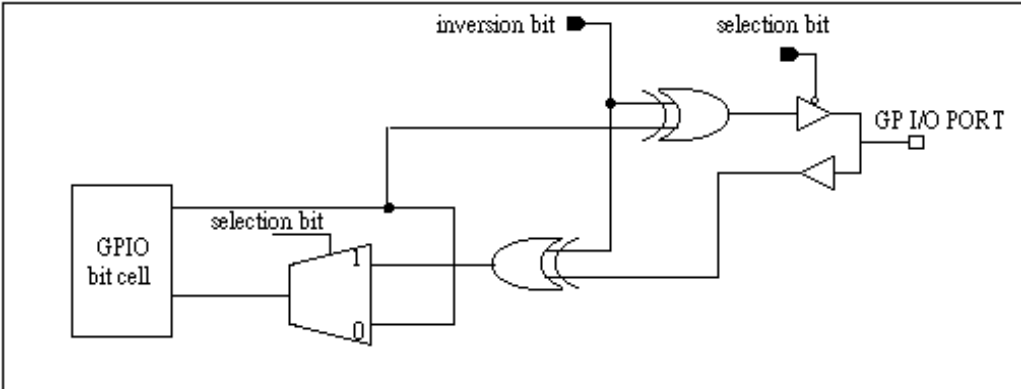 inversion bit
selection bit
GP I/O PORT
selection bit
GPIO
bit cell
1
0